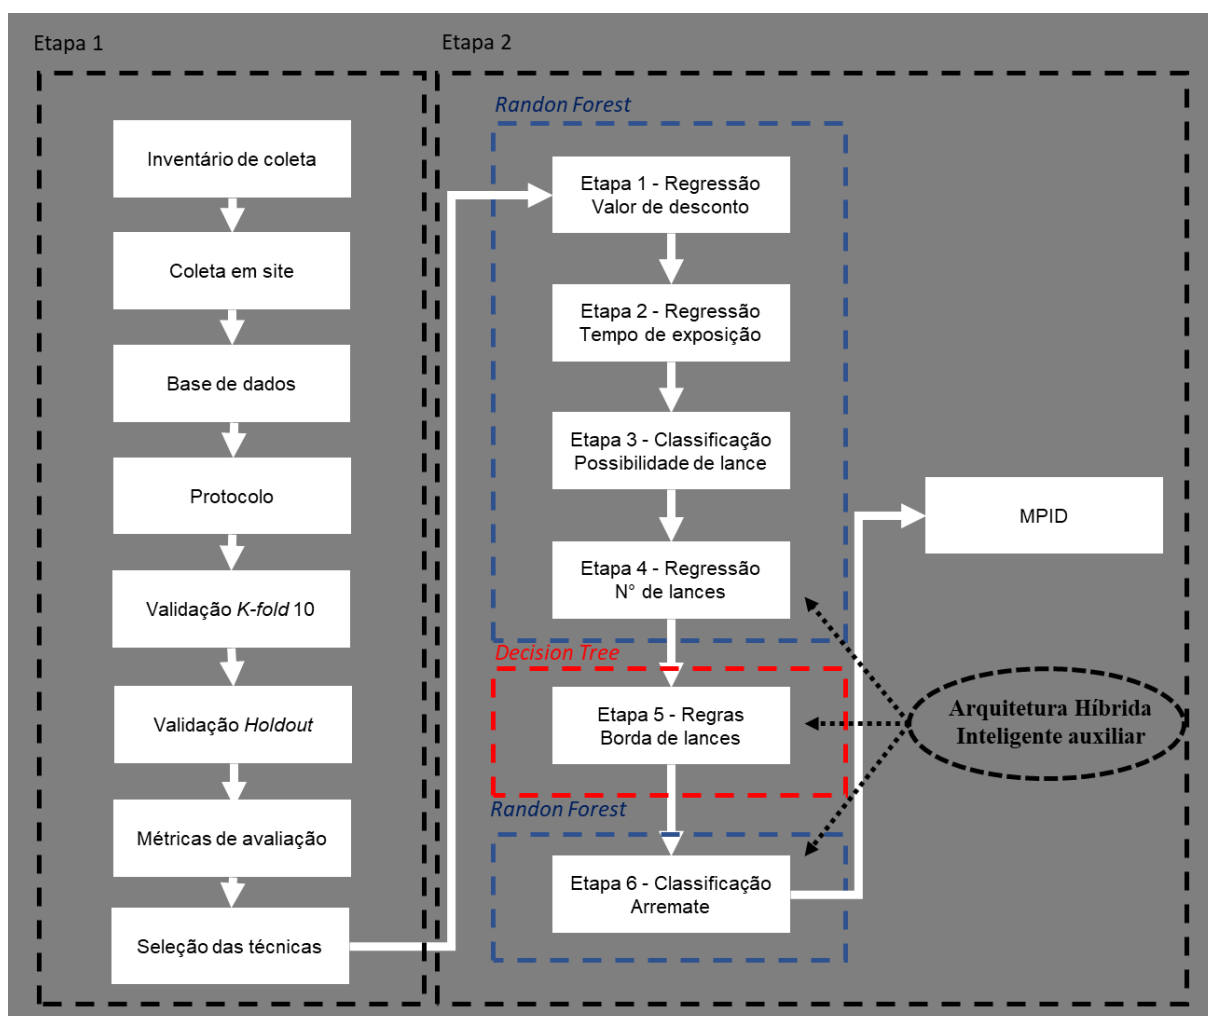 Etapa 1
Inventário de coleta
Coleta em site
Base de dados
Protocolo
Validação K-fold 10
Validação Holdout
Métricas de avaliação
Seleção das técnicas
Etapa 2
Randon Forest
Etapa 1 - Regressão
Valor de desconto
Etapa 2 - Regressão
Tempo de exposição
Etapa 3 - Classificação
Possibilidade de lance
Etapa 4 - Regressão
N° de lances
Decision Tree
Etapa 5 - Regras
Borda de lances
Randon Forest
Etapa 6 - Classificação
Arremate
MPID
Arquitetura Híbrida
Inteligente auxiliar